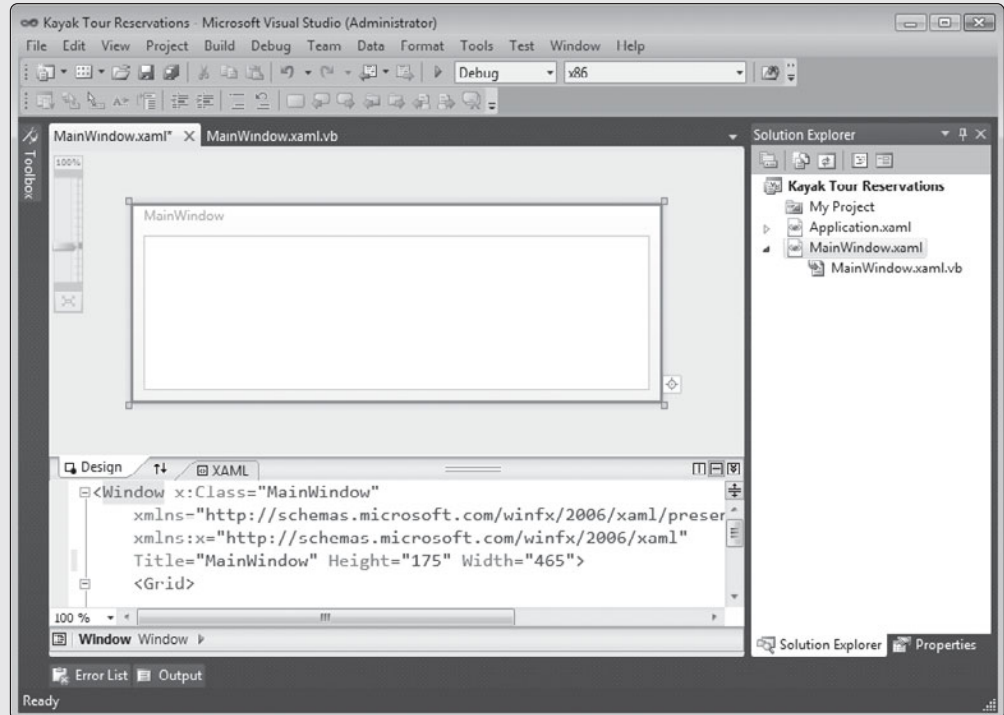 Kayak Tour Reservations - Microsoft Visual Studio (Administrator)
File Edit View Project Build Debug Team Data Format Tools Test Window Help
Debug x86
Toolbox
MainWindow.xaml* MainWindow.xaml.vb
100%
MainWindow
Design XAML
<Window x:Class="MainWindow"
xmlns="http://schemas.microsoft.com/winfx/2006/xaml/preser
xmlns:x="http://schemas.microsoft.com/winfx/2006/xaml"
Title="MainWindow" Height="175" Width="465">
<Grid>
100 %
Window Window
Solution Explorer
Kayak Tour Reservations
My Project
Application.xaml
MainWindow.xaml
MainWindow.xaml.vb
Solution Explorer Properties
Error List Output
Ready